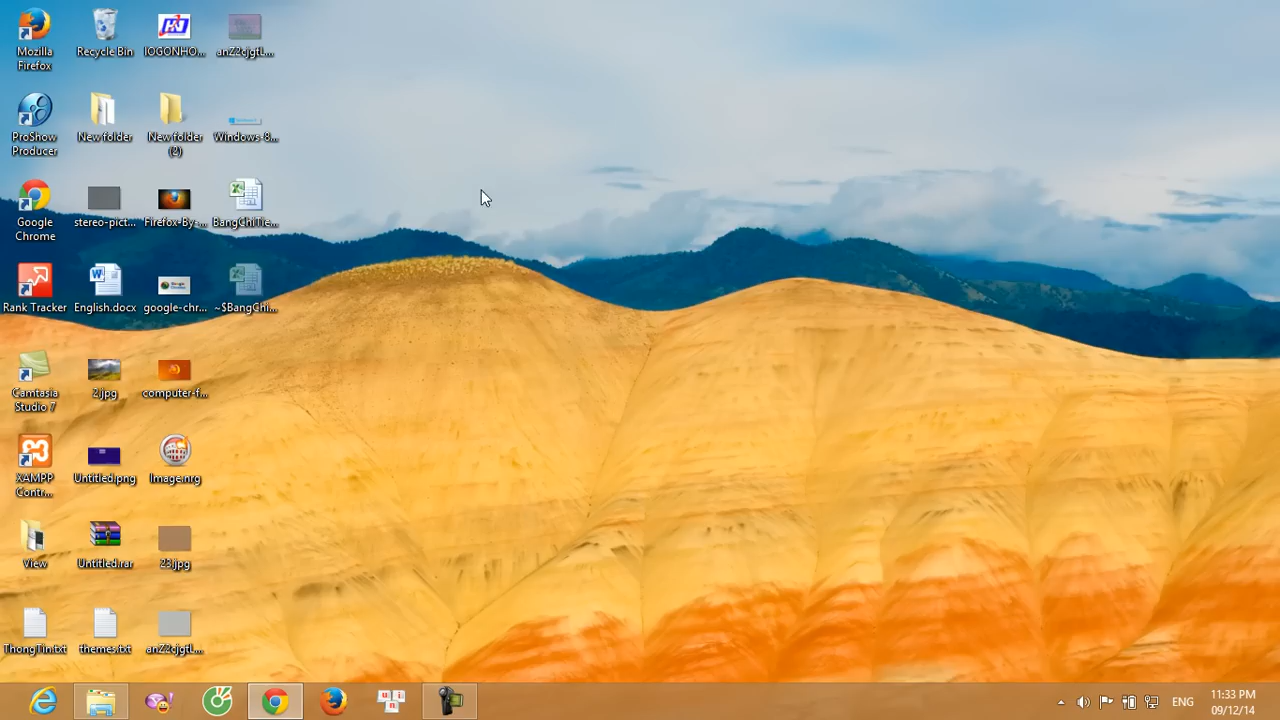 Mozilla
Firefox
Recycle Bin
lOGONHO...
anZ2cjgtL...
ProShow
Producer
New folder
New folder
(2)
Windows-8...
Google
Chrome
stereo-pict...
Firefox-By-...
BangChiTie...
Rank Tracker
English.docx
google-chr...
~$BangChi...
Camtasia
Studio 7
2.jpg
computer-f...
XAMPP
Contr...
Untitled.png
Image.nrg
View
Untitled.rar
23.jpg
ThongTin.txt
themes.txt
anZ2cjgtL...
ENG
11:33 PM
09/12/14